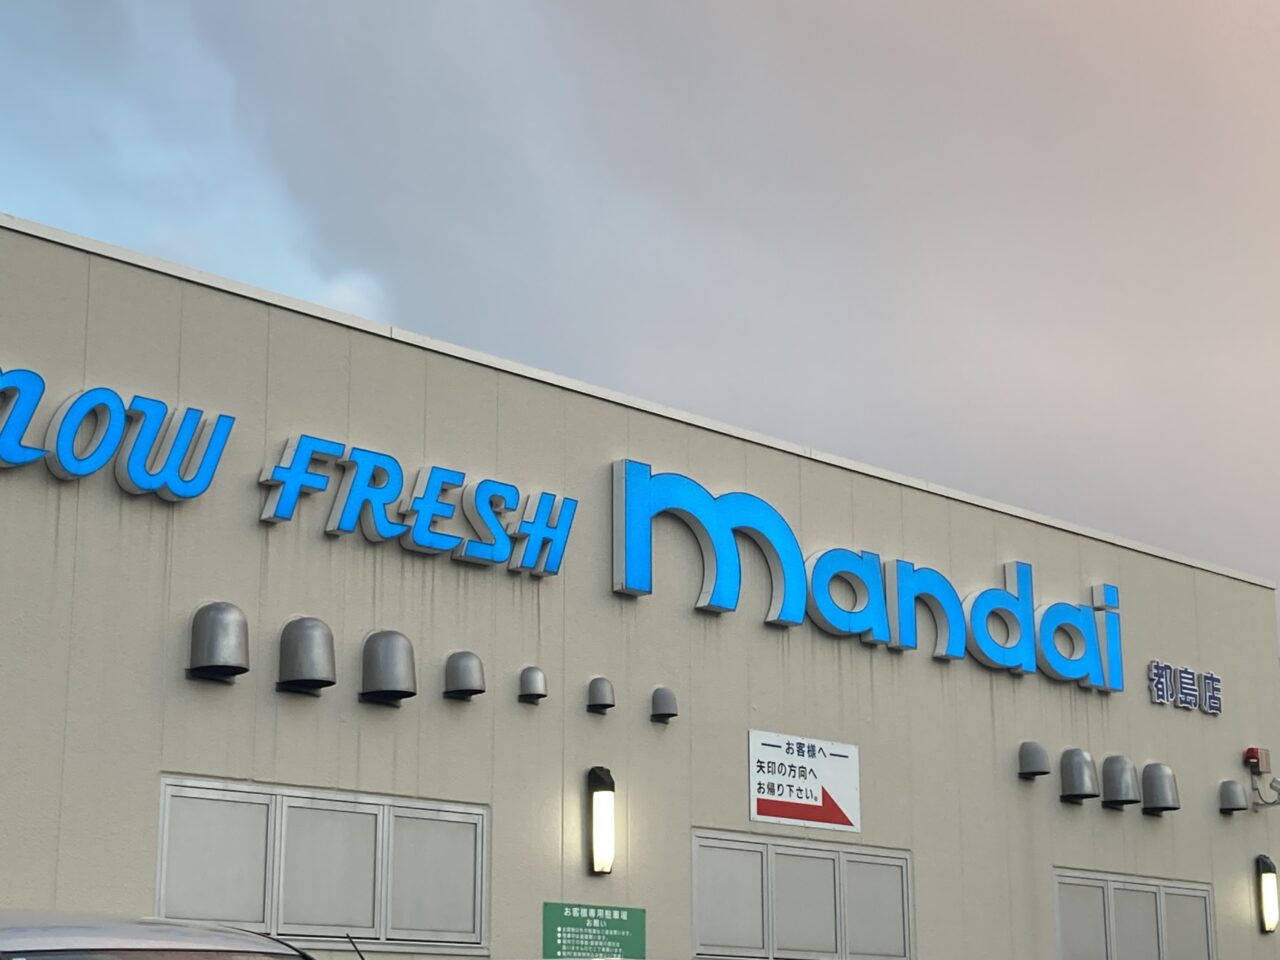 now FRESH mandai
都島店
お客様へ
矢印の方向へ
お帰り下さい。
お客様専用駐車場
お願い